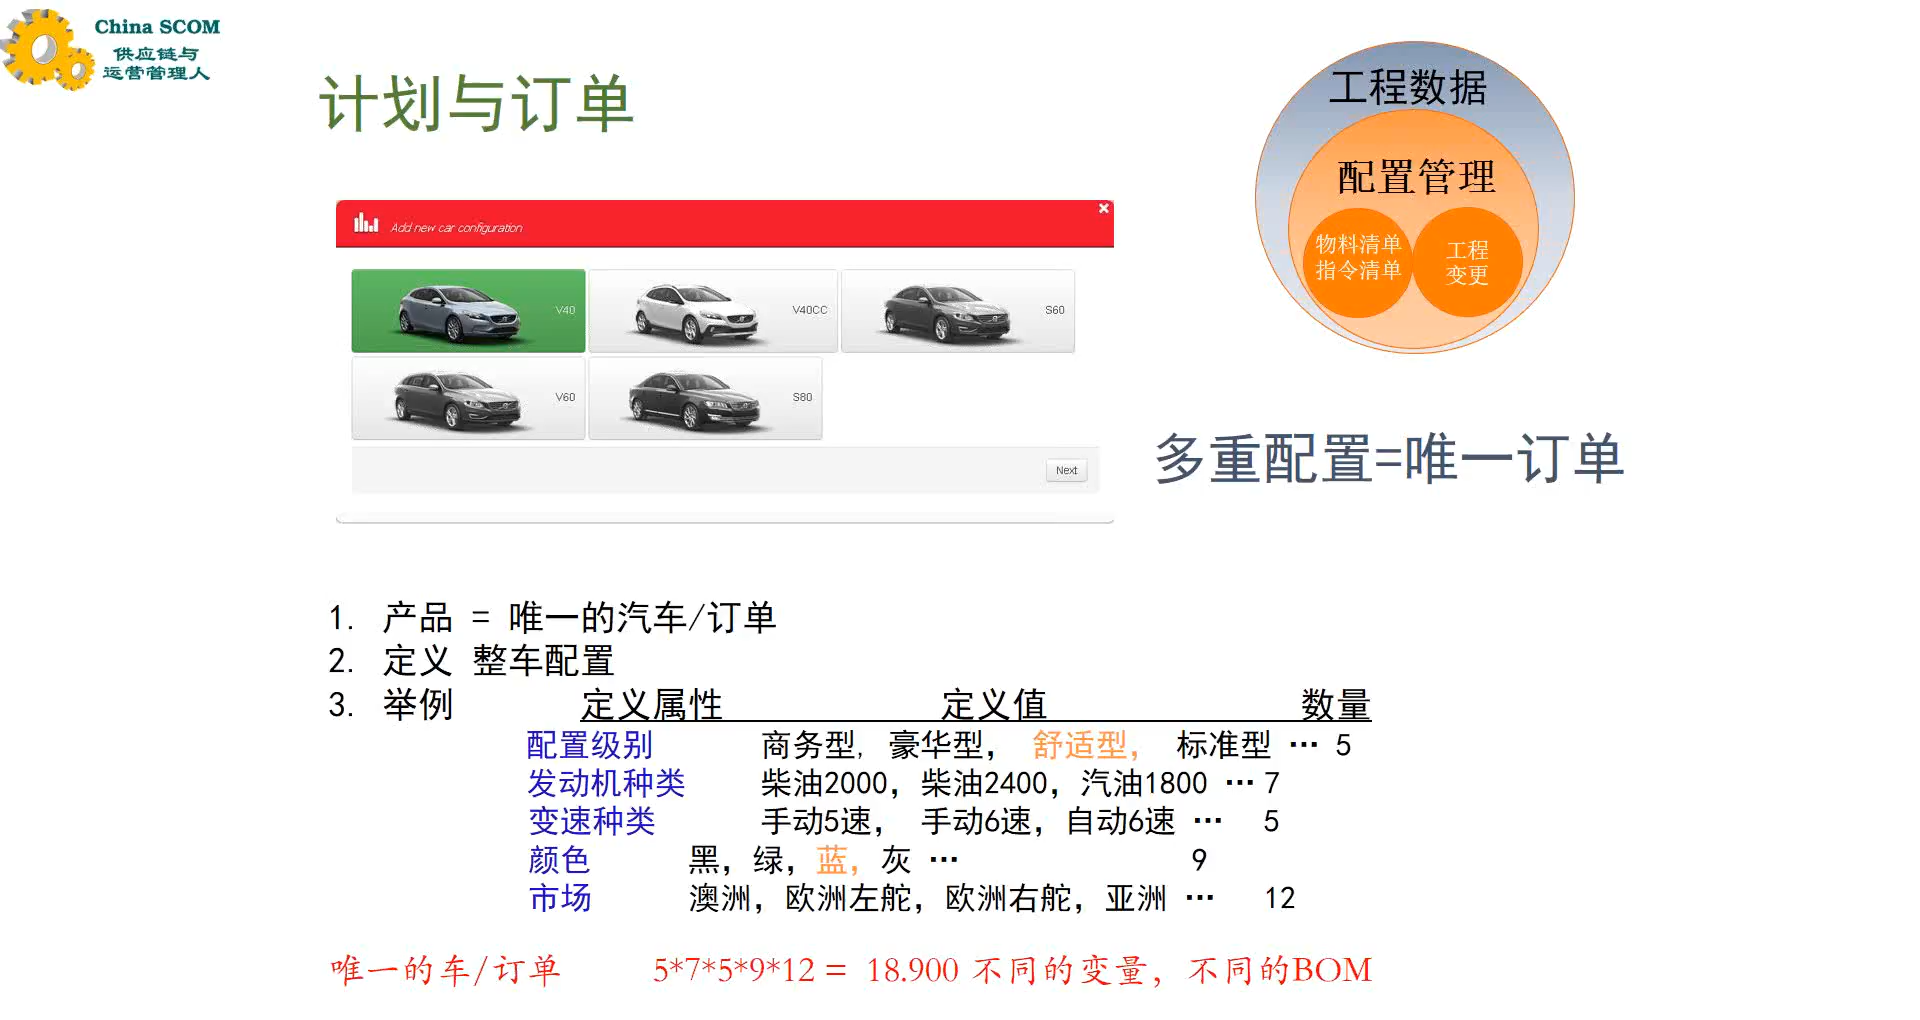 China SCOM
供应链与
运营管理人
计划与订单
工程数据
配置管理
物料清单
指令清单
工程
变更
Add new car configuration
V40
V40CC
S60
V60
S80
Next
多重配置=唯一订单
1. 产品 = 唯一的汽车/订单
2. 定义 整车配置
3. 举例 定义属性 定义值 数量
配置级别 商务型, 豪华型, 舒适型, 标准型 … 5
发动机种类 柴油2000, 柴油2400, 汽油1800 … 7
变速种类 手动5速, 手动6速, 自动6速 … 5
颜色 黑, 绿, 蓝, 灰 … 9
市场 澳洲, 欧洲左舵, 欧洲右舵, 亚洲 … 12
唯一的车/订单 5*7*5*9*12 = 18.900 不同的变量, 不同的BOM